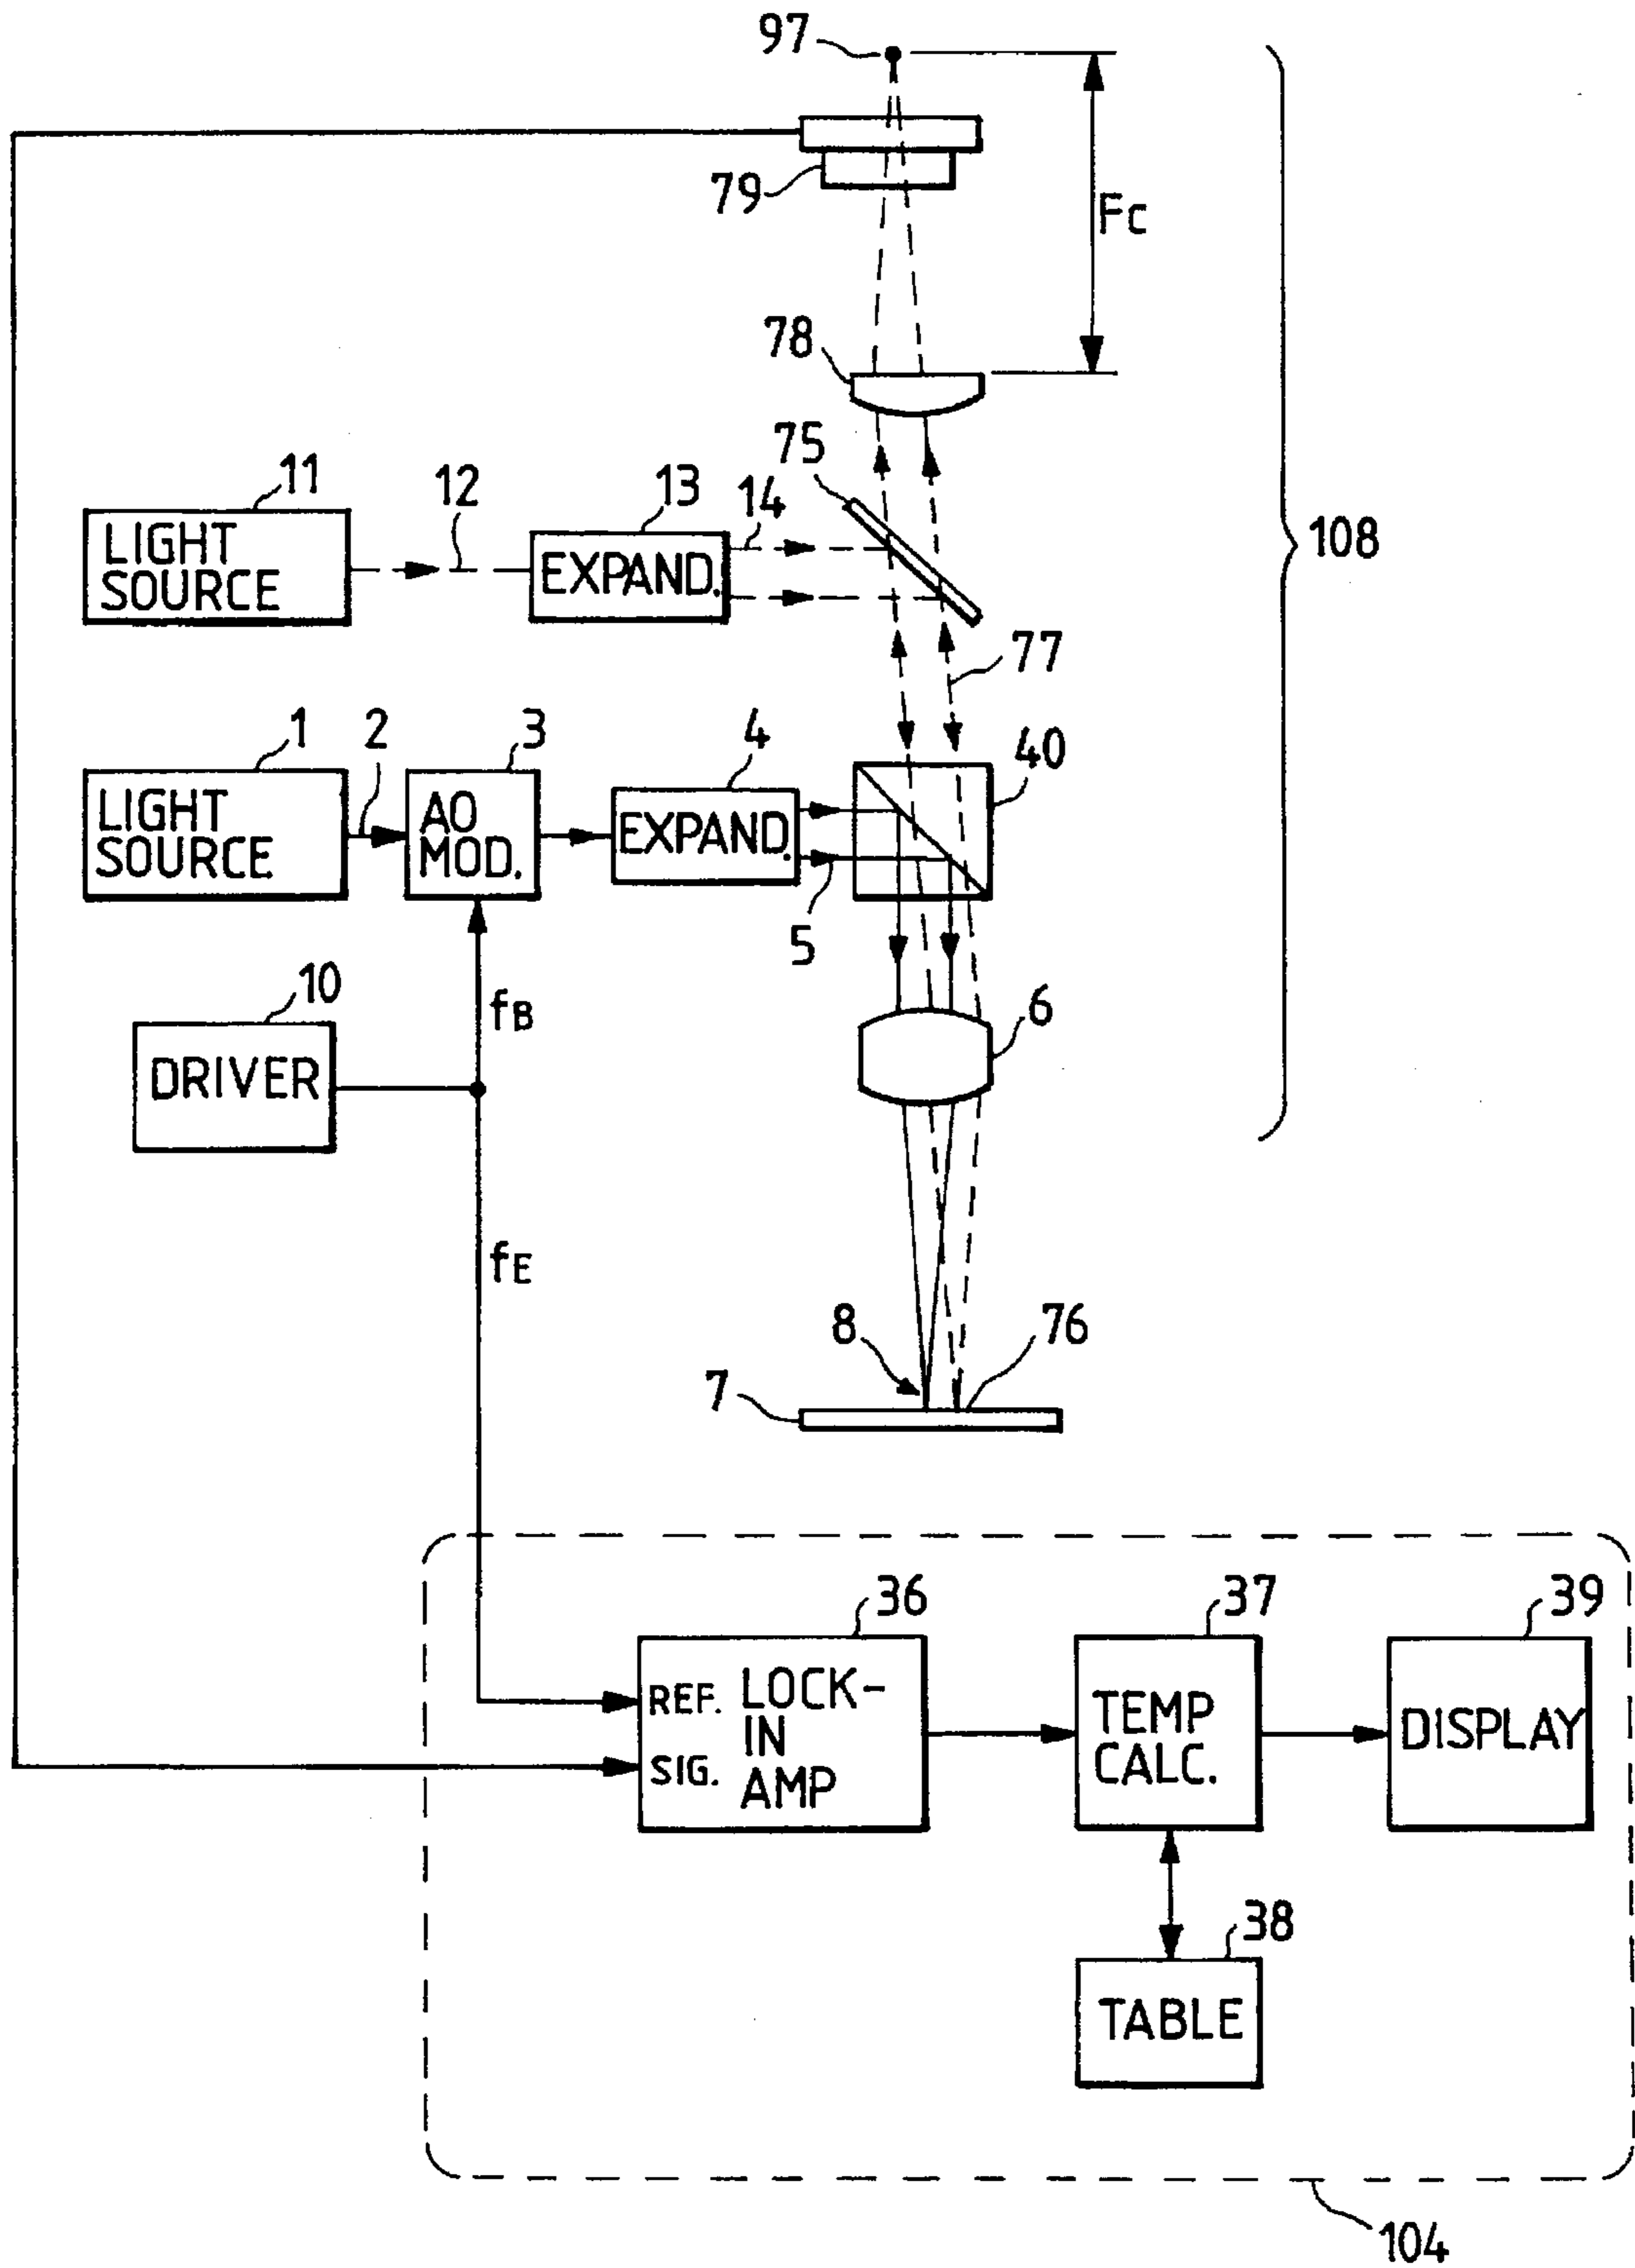 97
79
Fc
78
75
11
12
13
14
LIGHT
SOURCE
EXPAND.
108
77
1
2
3
4
40
LIGHT
SOURCE
AO
MOD.
EXPAND.
5
10
fB
6
DRIVER
fE
8
76
7
36
37
39
REF.
LOCK-
IN
AMP
SIG.
TEMP
CALC.
DISPLAY
38
TABLE
104